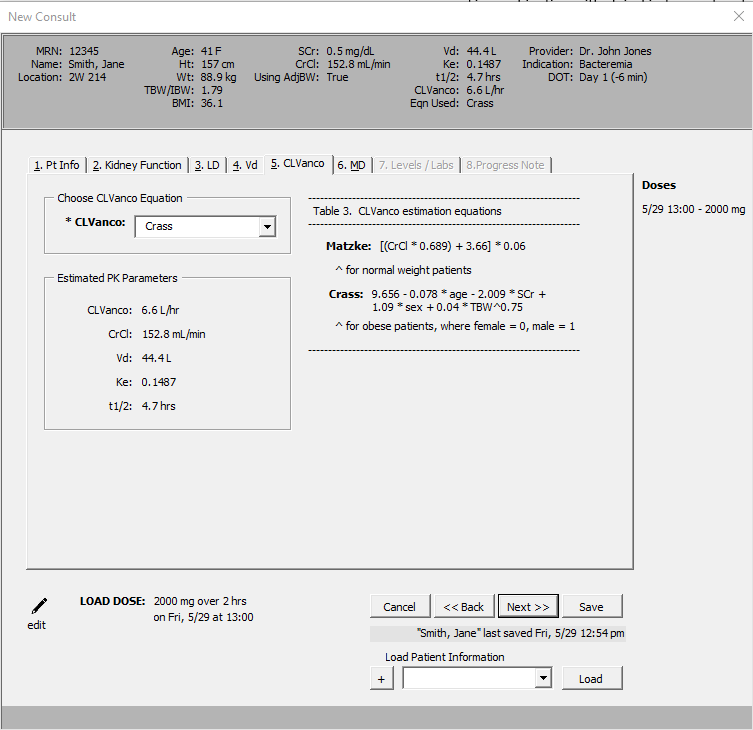 New Consult
MRN: 12345 Age: 41 F SCr: 0.5 mg/dL Vd: 44.4 L Provider: Dr. John Jones
Name: Smith, Jane Ht: 157 cm CrCl: 152.8 mL/min Ke: 0.1487 Indication: Bacteremia
Location: 2W 214 Wt: 88.9 kg Using AdjBW: True t1/2: 4.7 hrs DOT: Day 1 (-6 min)
TBW/IBW: 1.79 CLVanco: 6.6 L/hr
BMI: 36.1 Eqn Used: Crass
1. Pt Info 2. Kidney Function 3. LD 4. Vd 5. CLVanco 6. MD 7. Levels / Labs 8.Progress Note
Choose CLVanco Equation
* CLVanco: Crass
Estimated PK Parameters
CLVanco: 6.6 L/hr
CrCl: 152.8 mL/min
Vd: 44.4 L
Ke: 0.1487
t1/2: 4.7 hrs
Table 3. CLVanco estimation equations
Matzke: [(CrCl * 0.689) + 3.66] * 0.06
^ for normal weight patients
Crass: 9.656 - 0.078 * age - 2.009 * SCr +
1.09 * sex + 0.04 * TBW^0.75
^ for obese patients, where female = 0, male = 1
Doses
5/29 13:00 - 2000 mg
edit
LOAD DOSE: 2000 mg over 2 hrs
on Fri, 5/29 at 13:00
Cancel << Back Next >> Save
"Smith, Jane" last saved Fri, 5/29 12:54 pm
Load Patient Information
+ Load